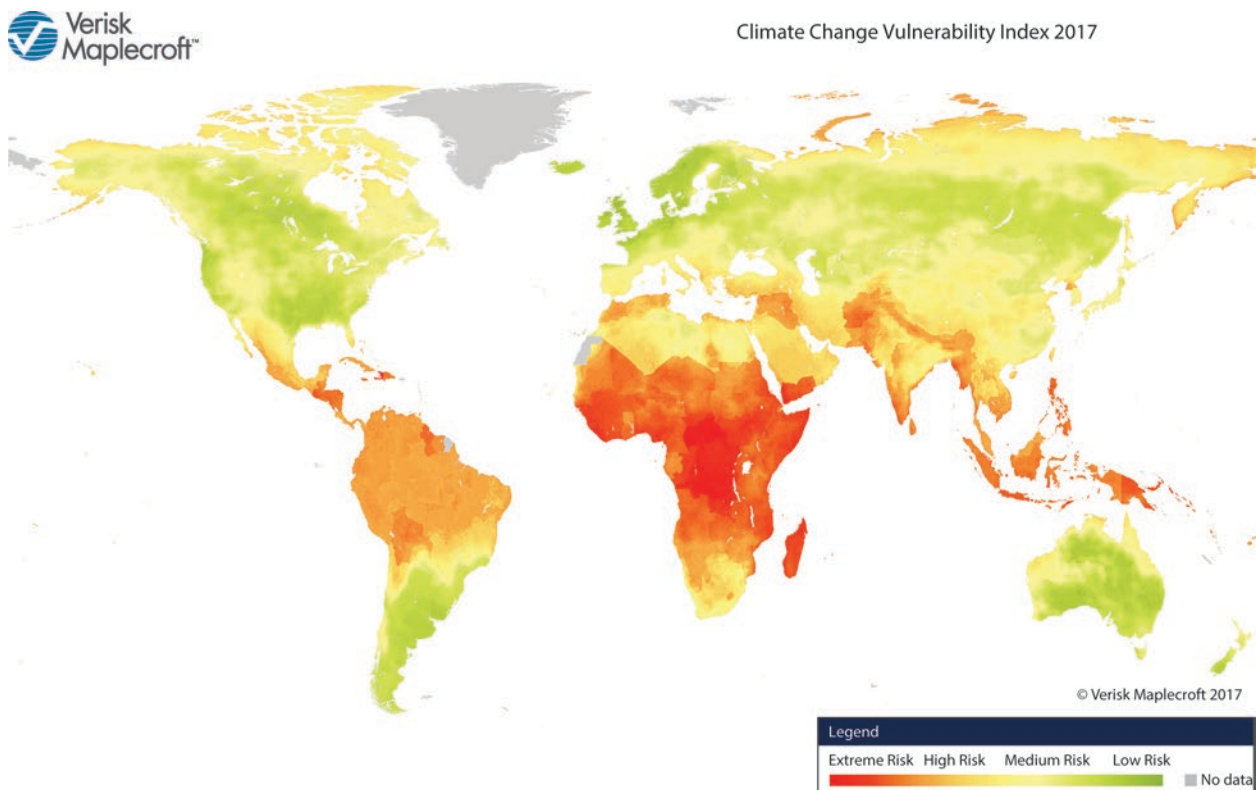 Verisk
Maplecroft™
Climate Change Vulnerability Index 2017
© Verisk Maplecroft 2017
Legend
Extreme Risk High Risk Medium Risk Low Risk
No data